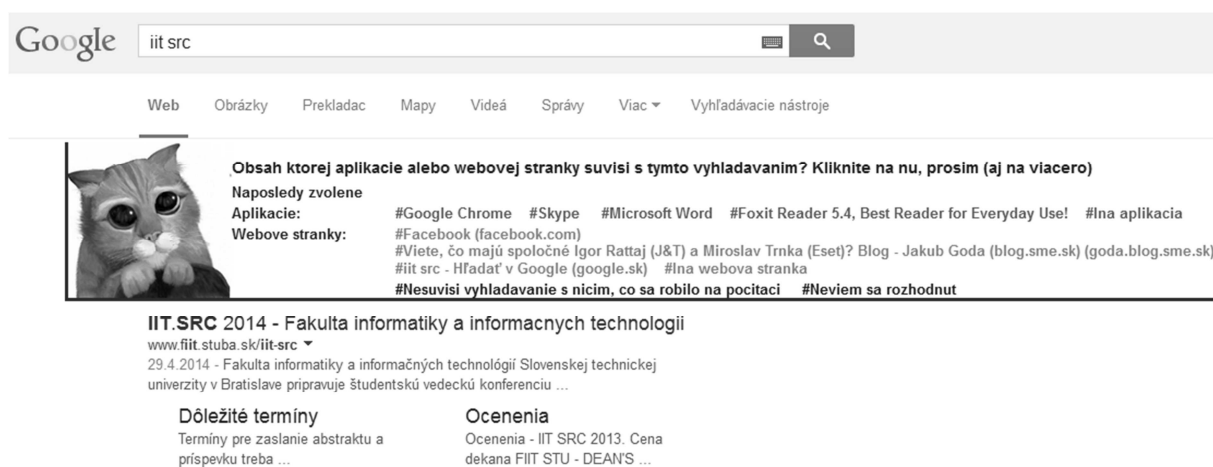 Google iit src
Web Obrázky Prekladac Mapy Videá Správy Viac Vyhľadávacie nástroje
Obsah ktorej aplikacie alebo webovej stranky suvisi s tymto vyhladavanim? Kliknite na nu, prosim (aj na viacero)
Naposledy zvolene
Aplikacie: #Google Chrome #Skype #Microsoft Word #Foxit Reader 5.4, Best Reader for Everyday Use! #Ina aplikacia
Webove stranky: #Facebook (facebook.com)
#Viete, čo majú spoločné Igor Rattaj (J&T) a Miroslav Trnka (Eset)? Blog - Jakub Goda (blog.sme.sk) (goda.blog.sme.sk)
#iit src - Hľadať v Google (google.sk) #Ina webova stranka
#Nesuvisi vyhladavanie s nicim, co sa robilo na pocitaci #Neviem sa rozhodnut
IIT.SRC 2014 - Fakulta informatiky a informacnych technologii
www.fiit.stuba.sk/iit-src
29.4.2014 - Fakulta informatiky a informačných technológií Slovenskej technickej
univerzity v Bratislave pripravuje študentskú vedeckú konferenciu ...
Dôležité termíny
Termíny pre zaslanie abstraktu a
príspevku treba ...
Ocenenia
Ocenenia - IIT SRC 2013. Cena
dekana FIIT STU - DEAN'S ...